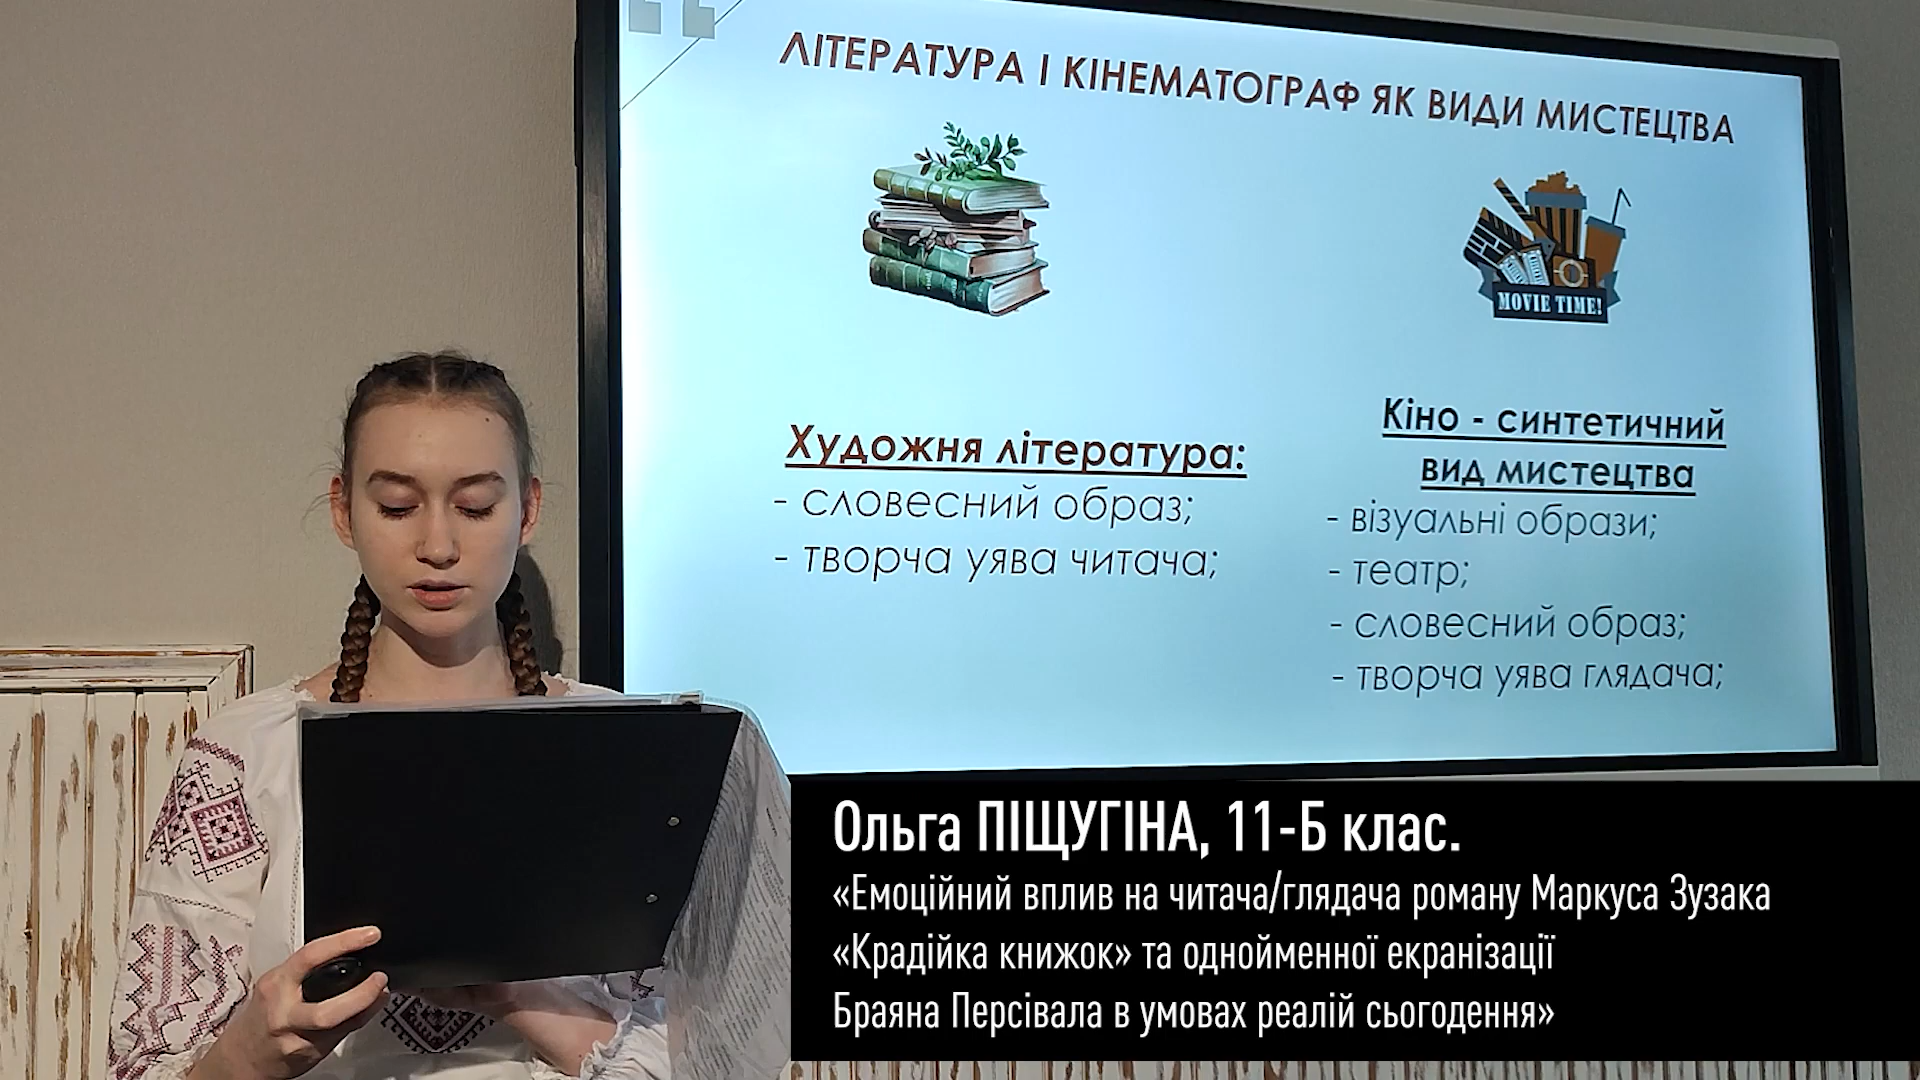 ЛІТЕРАТУРА І КІНЕМАТОГРАФ ЯК ВИДИ МИСТЕЦТВА
MOVIE TIME!
Художня література:
- словесний образ;
- творча уява читача;
Кіно - синтетичний
вид мистецтва
- візуальні образи;
- театр;
- словесний образ;
- творча уява глядача;
Ольга ПІЩУГІНА, 11-Б клас.
«Емоційний вплив на читача/глядача роману Маркуса Зузака
«Крадійка книжок» та однойменної екранізації
Браяна Персівала в умовах реалій сьогодення»